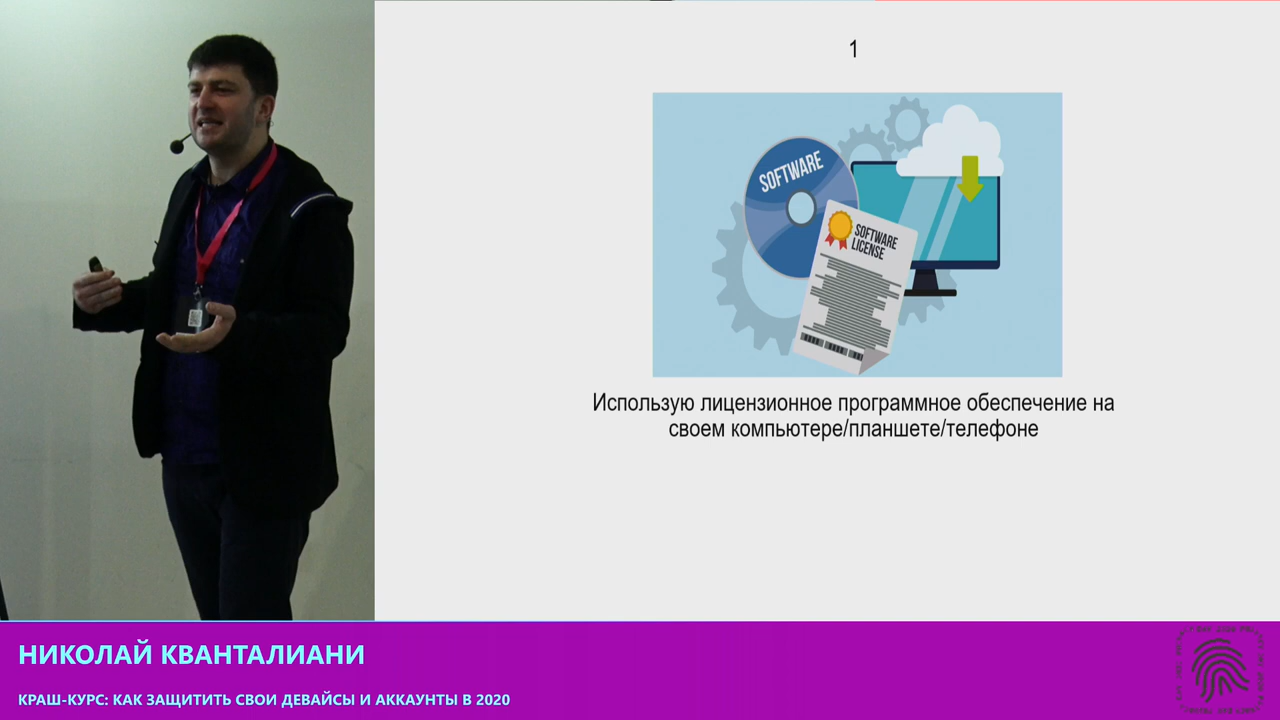 1
SOFTWARE
SOFTWARE
LICENSE
Использую лицензионное программное обеспечение на
своем компьютере/планшете/телефоне
НИКОЛАЙ КВАНТАЛИАНИ
КРАШ-КУРС: КАК ЗАЩИТИТЬ СВОИ ДЕВАЙСЫ И АККАУНТЫ В 2020